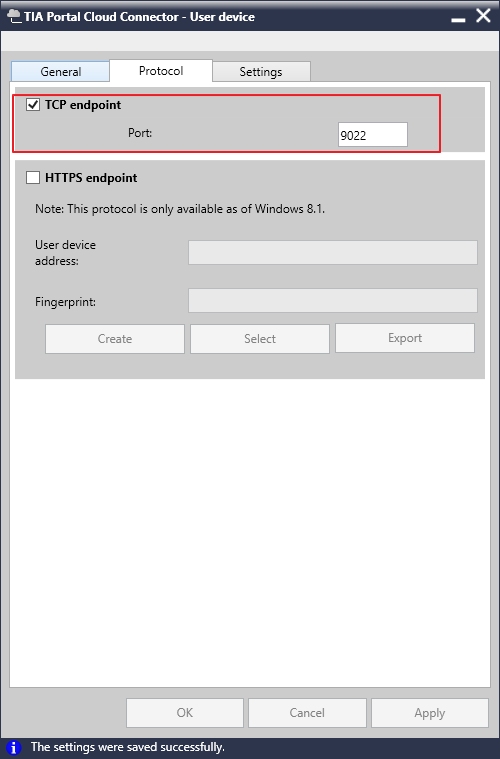 TIA Portal Cloud Connector - User device
General
Protocol
Settings
TCP endpoint
Port:
9022
HTTPS endpoint
Note: This protocol is only available as of Windows 8.1.
User device
address:
Fingerprint:
Create
Select
Export
OK
Cancel
Apply
The settings were saved successfully.